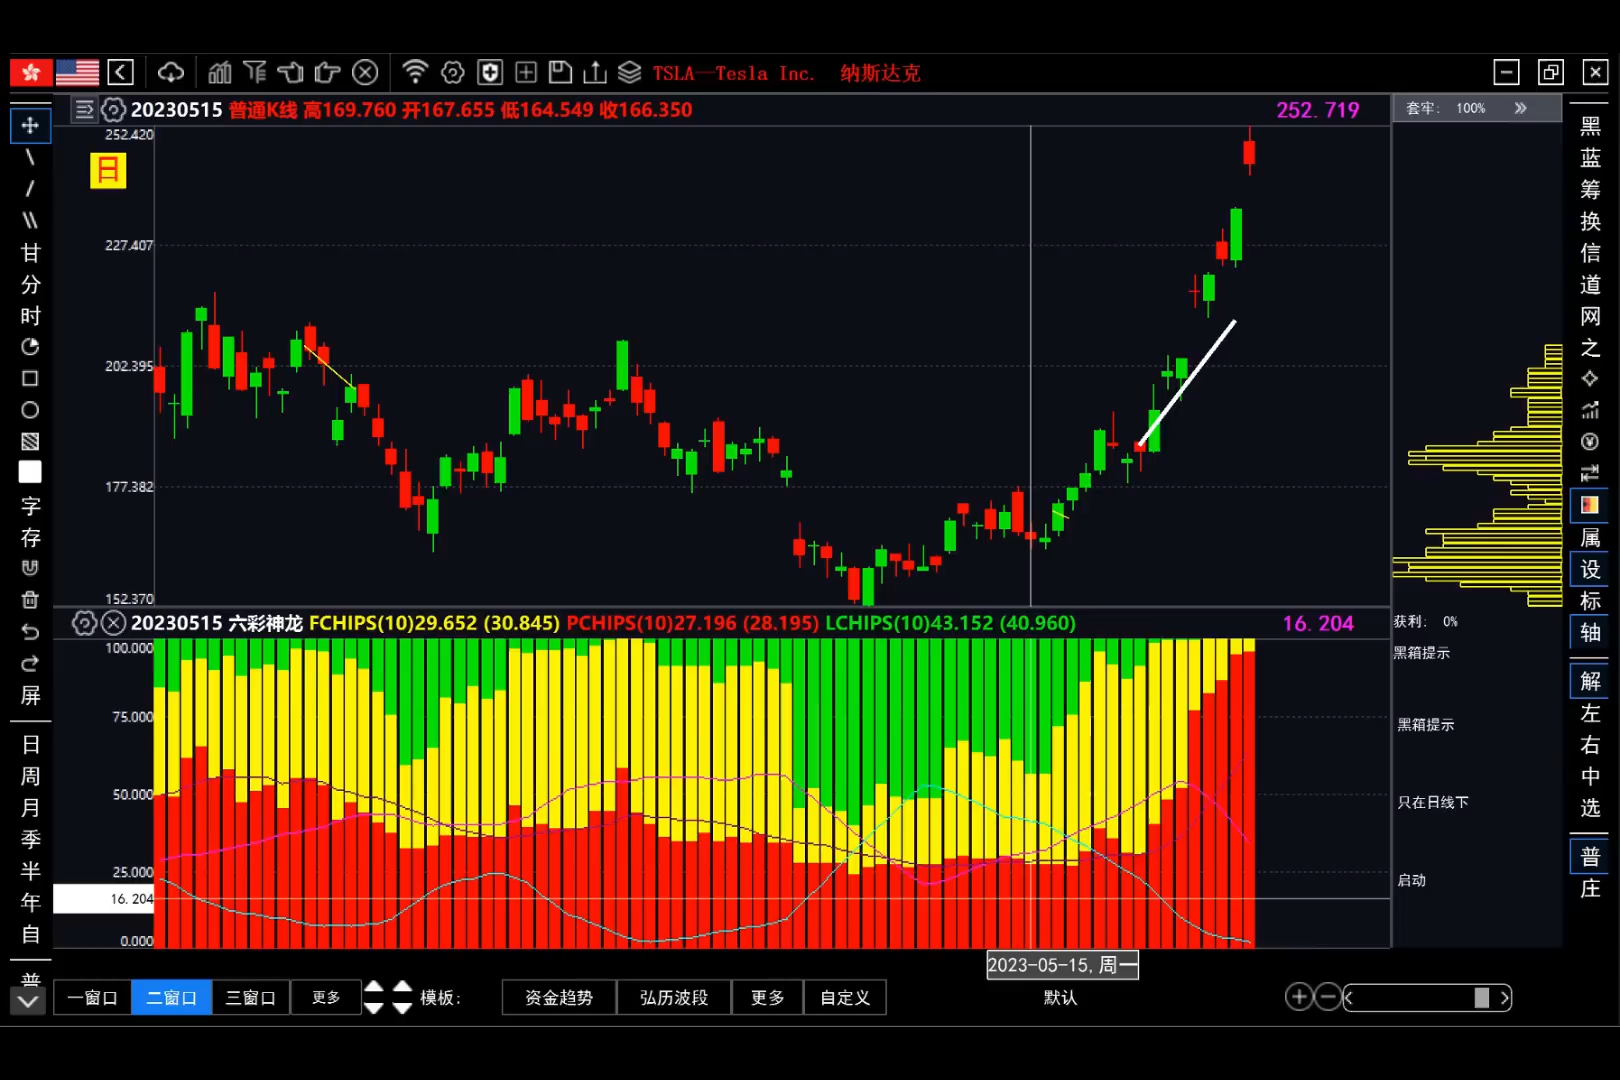 TSLA—Tesla Inc. 纳斯达克
20230515 普通K线 高169.760 开167.655 低164.549 收166.350
252.719
套牢: 100%
252.420
日
227.407
202.395
177.382
152.370
20230515 六彩神龙 FCHIPS(10)29.652 (30.845) PCHIPS(10)27.196 (28.195) LCHIPS(10)43.152 (40.960)
16.204
获利: 0%
黑箱提示
黑箱提示
只在日线下
启动
100.000
75.000
50.000
25.000
16.204
0.000
2023-05-15,周一
甘
分
时
字
存
屏
日
周
月
季
半
年
自
普
黑
蓝
筹
换
信
道
网
之
属
设
标
轴
解
左
右
中
选
普
庄
一窗口 二窗口 三窗口 更多 模板: 资金趋势 弘历波段 更多 自定义 默认